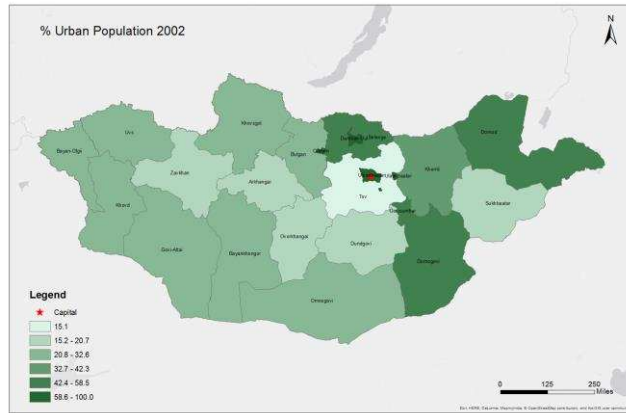 % Urban Population 2002
N
Uvs
Khovsgol
Bayan-Olgii
Zavkhan
Arkhangai
Bulgan
Selenge
Dornod
Khentii
Khovd
Tov
Sukhbaatar
Govi-Altai
Bayankhongor
Ovorkhangai
Dundgovi
Dornogovi
Omnogovi
Legend
Capital
15.1
15.2 - 20.7
20.8 - 32.6
32.7 - 42.3
42.4 - 58.5
58.6 - 100.0
0 125 250
Miles